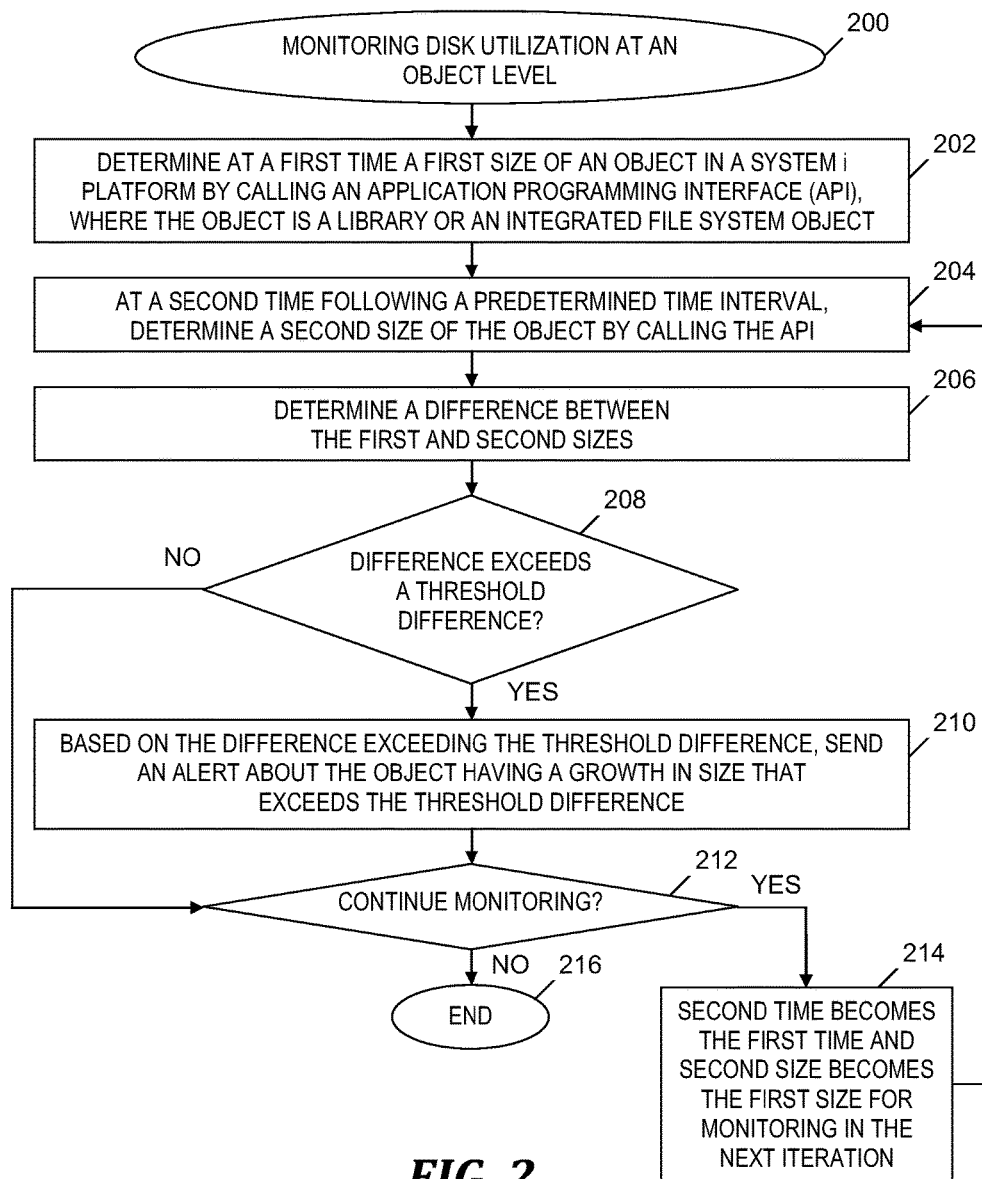 200
MONITORING DISK UTILIZATION AT AN
OBJECT LEVEL
202
DETERMINE AT A FIRST TIME A FIRST SIZE OF AN OBJECT IN A SYSTEM i
PLATFORM BY CALLING AN APPLICATION PROGRAMMING INTERFACE (API),
WHERE THE OBJECT IS A LIBRARY OR AN INTEGRATED FILE SYSTEM OBJECT
204
AT A SECOND TIME FOLLOWING A PREDETERMINED TIME INTERVAL,
DETERMINE A SECOND SIZE OF THE OBJECT BY CALLING THE API
206
DETERMINE A DIFFERENCE BETWEEN
THE FIRST AND SECOND SIZES
208
NO
DIFFERENCE EXCEEDS
A THRESHOLD
DIFFERENCE?
YES
210
BASED ON THE DIFFERENCE EXCEEDING THE THRESHOLD DIFFERENCE, SEND
AN ALERT ABOUT THE OBJECT HAVING A GROWTH IN SIZE THAT
EXCEEDS THE THRESHOLD DIFFERENCE
212
CONTINUE MONITORING?
YES
NO
216
END
214
SECOND TIME BECOMES
THE FIRST TIME AND
SECOND SIZE BECOMES
THE FIRST SIZE FOR
MONITORING IN THE
NEXT ITERATION
FIG. 2